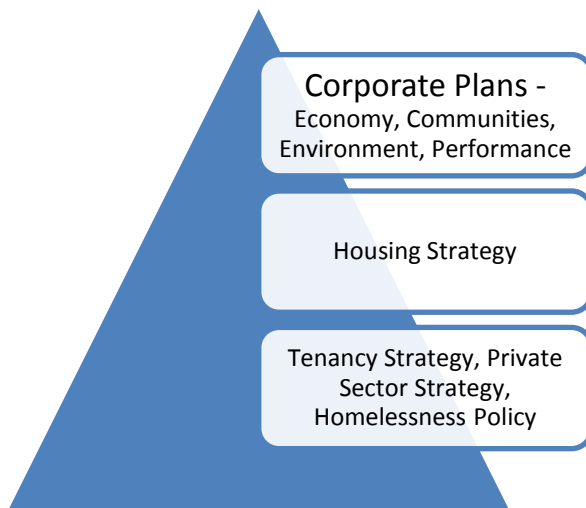 Corporate Plans -
Economy, Communities,
Environment, Performance
Housing Strategy
Tenancy Strategy, Private
Sector Strategy,
Homelessness Policy